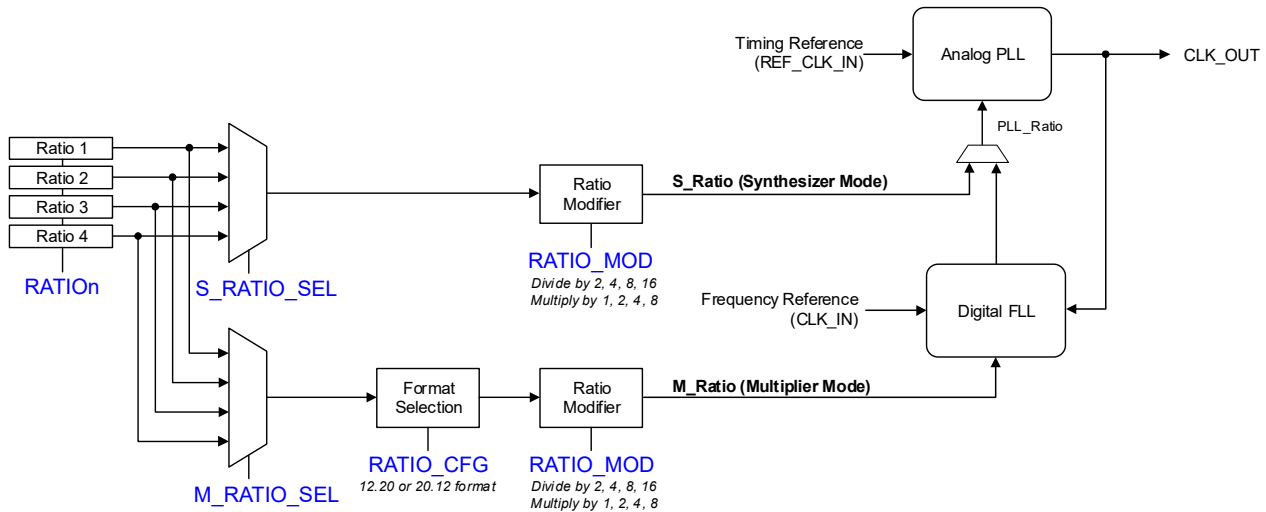 Timing Reference
(REF_CLK_IN)
Analog PLL
CLK_OUT
PLL_Ratio
Ratio 1
Ratio 2
Ratio 3
Ratio 4
RATIOn
S_RATIO_SEL
Ratio
Modifier
RATIO_MOD
Divide by 2, 4, 8, 16
Multiply by 1, 2, 4, 8
S_Ratio (Synthesizer Mode)
Frequency Reference
(CLK_IN)
Digital FLL
M_RATIO_SEL
Format
Selection
RATIO_CFG
12.20 or 20.12 format
Ratio
Modifier
RATIO_MOD
Divide by 2, 4, 8, 16
Multiply by 1, 2, 4, 8
M_Ratio (Multiplier Mode)